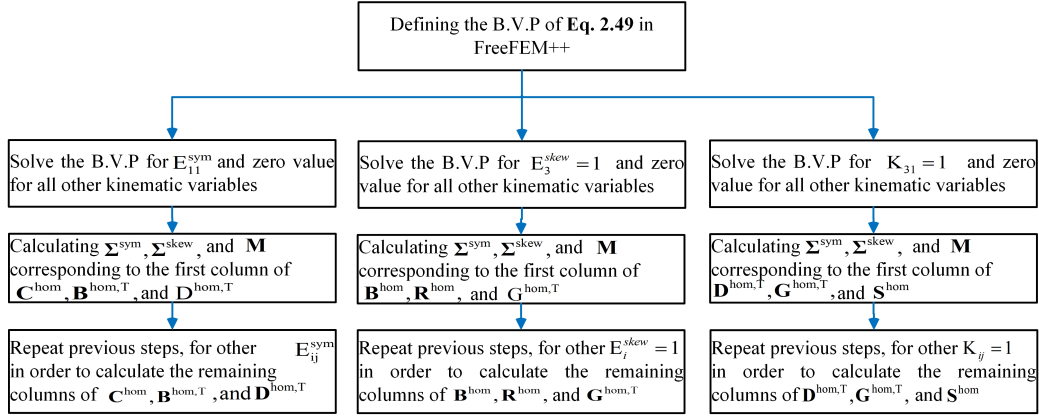 Defining the B.V.P of Eq. 2.49 in
FreeFEM++
Solve the B.V.P for E₁₁ˢʸᵐ and zero value
for all other kinematic variables
Calculating Σˢʸᵐ, Σˢᵏᵉʷ, and M
corresponding to the first column of
Cʰᵒᵐ, Bʰᵒᵐ,ᵀ, and Dʰᵒᵐ,ᵀ
Repeat previous steps, for other Eᵢⱼˢʸᵐ
in order to calculate the remaining
columns of Cʰᵒᵐ, Bʰᵒᵐ,ᵀ, and Dʰᵒᵐ,ᵀ
Solve the B.V.P for E₃ˢᵏᵉʷ = 1 and zero
value for all other kinematic variables
Calculating Σˢʸᵐ, Σˢᵏᵉʷ, and M
corresponding to the first column of
Bʰᵒᵐ, Rʰᵒᵐ, and Gʰᵒᵐ,ᵀ
Repeat previous steps, for other Eᵢˢᵏᵉʷ = 1
in order to calculate the remaining
columns of Bʰᵒᵐ, Rʰᵒᵐ, and Gʰᵒᵐ,ᵀ
Solve the B.V.P for K₃₁ = 1 and zero
value for all other kinematic variables
Calculating Σˢʸᵐ, Σˢᵏᵉʷ, and M
corresponding to the first column of
Dʰᵒᵐ,ᵀ, Gʰᵒᵐ,ᵀ, and Sʰᵒᵐ
Repeat previous steps, for other Kᵢⱼ = 1
in order to calculate the remaining
columns of Dʰᵒᵐ,ᵀ, Gʰᵒᵐ,ᵀ, and Sʰᵒᵐ